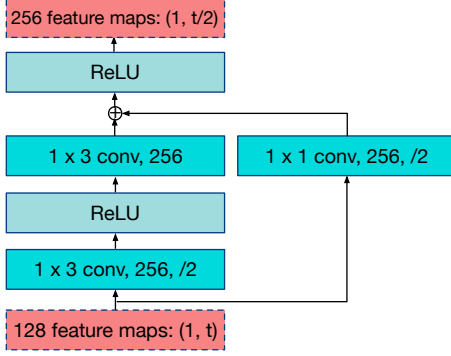 256 feature maps: (1, t/2)
ReLU
1 x 3 conv, 256
1 x 1 conv, 256, /2
ReLU
1 x 3 conv, 256, /2
128 feature maps: (1, t)